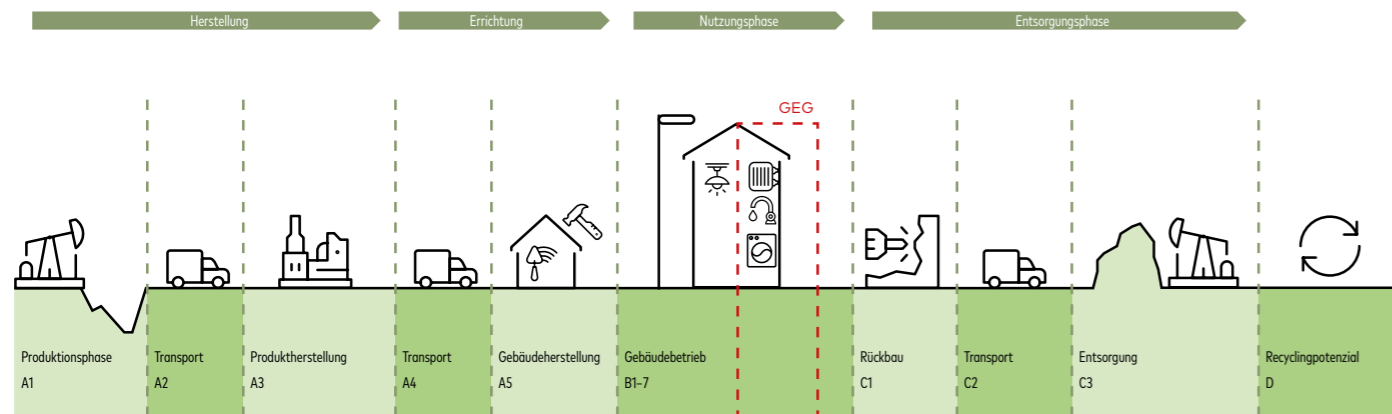 Herstellung
Errichtung
Nutzungsphase
Entsorgungsphase
GEG
Produktionsphase
A1
Transport
A2
Produktherstellung
A3
Transport
A4
Gebäudeherstellung
A5
Gebäudebetrieb
B1–7
Rückbau
C1
Transport
C2
Entsorgung
C3
Recyclingpotenzial
D